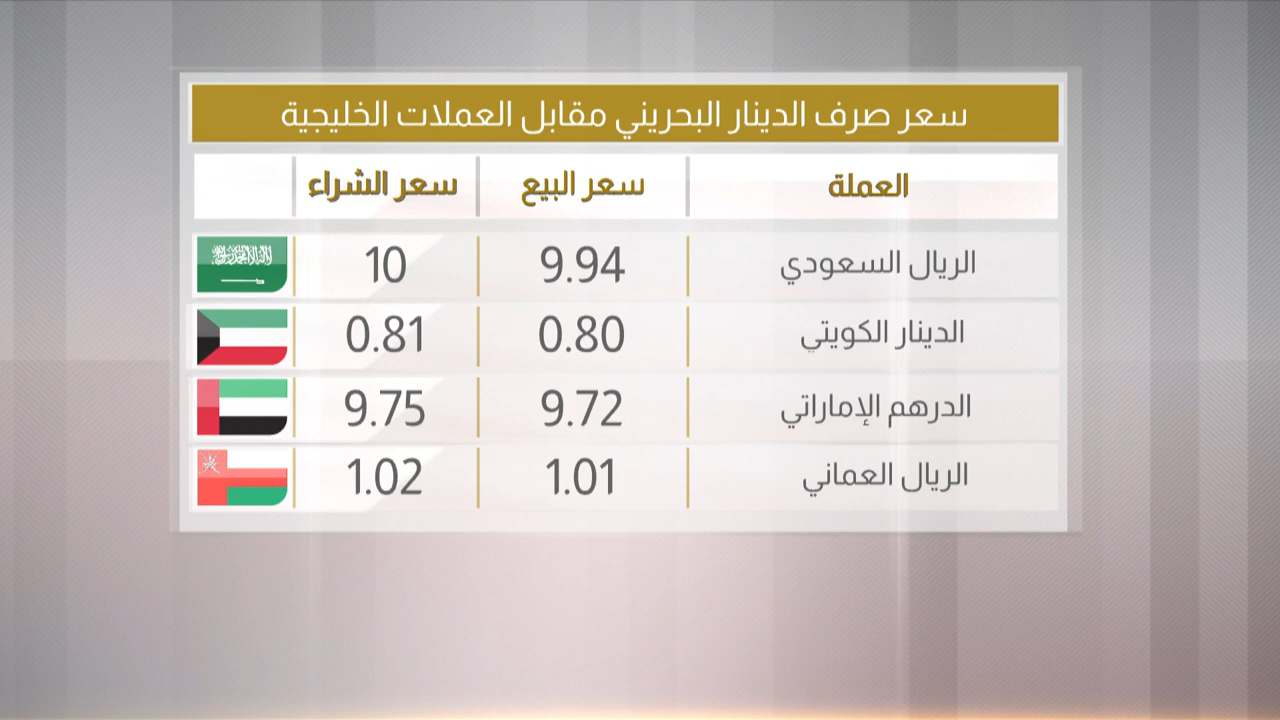 سعر صرف الدينار البحريني مقابل العملات الخليجية
العملة سعر البيع سعر الشراء
الريال السعودي 9.94 10
الدينار الكويتي 0.80 0.81
الدرهم الإماراتي 9.72 9.75
الريال العماني 1.01 1.02